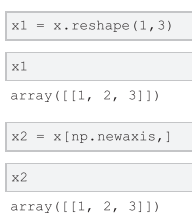 x1 = x.reshape(1,3)
x1
array([[1, 2, 3]])
x2 = x[np.newaxis,]
x2
array([[1, 2, 3]])